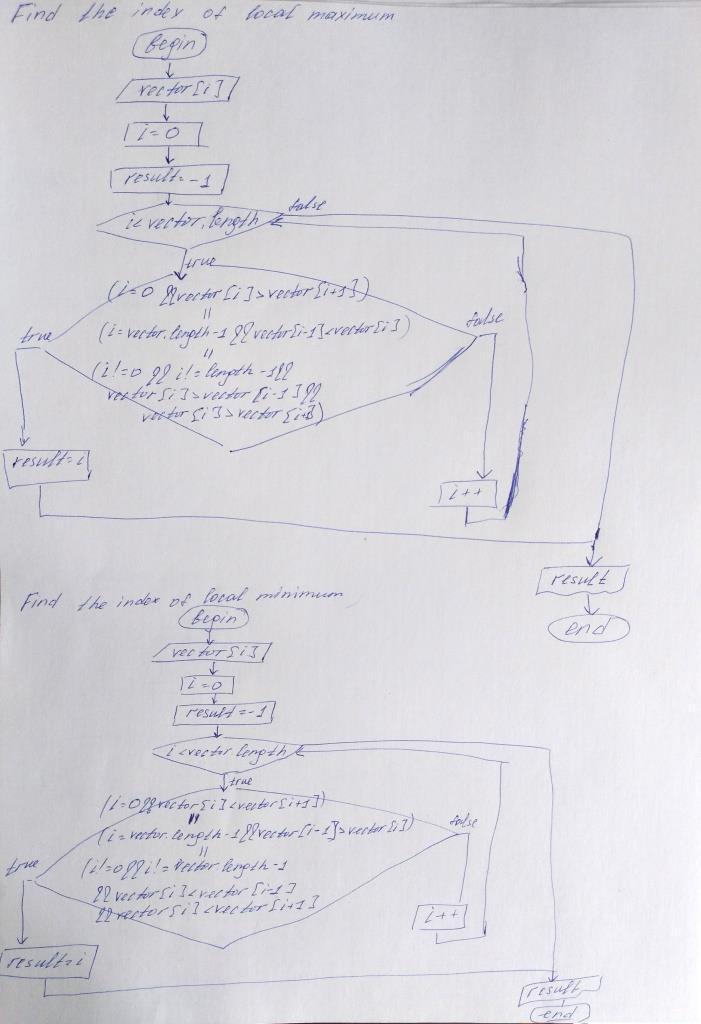 Find the index of local maximum
begin
vector[i]
i=0
result=-1
i<vector.length
false
true
(i=0 && vector[i]>vector[i+1])
||
(i=vector.length-1 && vector[i-1]<vector[i])
||
(i!=0 && i!=length-1 &&
vector[i]>vector[i-1] &&
vector[i]>vector[i+1])
true
false
result=i
i++
result
end
Find the index of local minimum
begin
vector[i]
i=0
result=-1
i<vector.length
true
(i=0 && vector[i]<vector[i+1])
||
(i=vector.length-1 && vector[i-1]>vector[i])
||
(i!=0 && i!=vector.length-1
&& vector[i]<vector[i-1]
&& vector[i]<vector[i+1]
true
false
i++
result=i
result
end